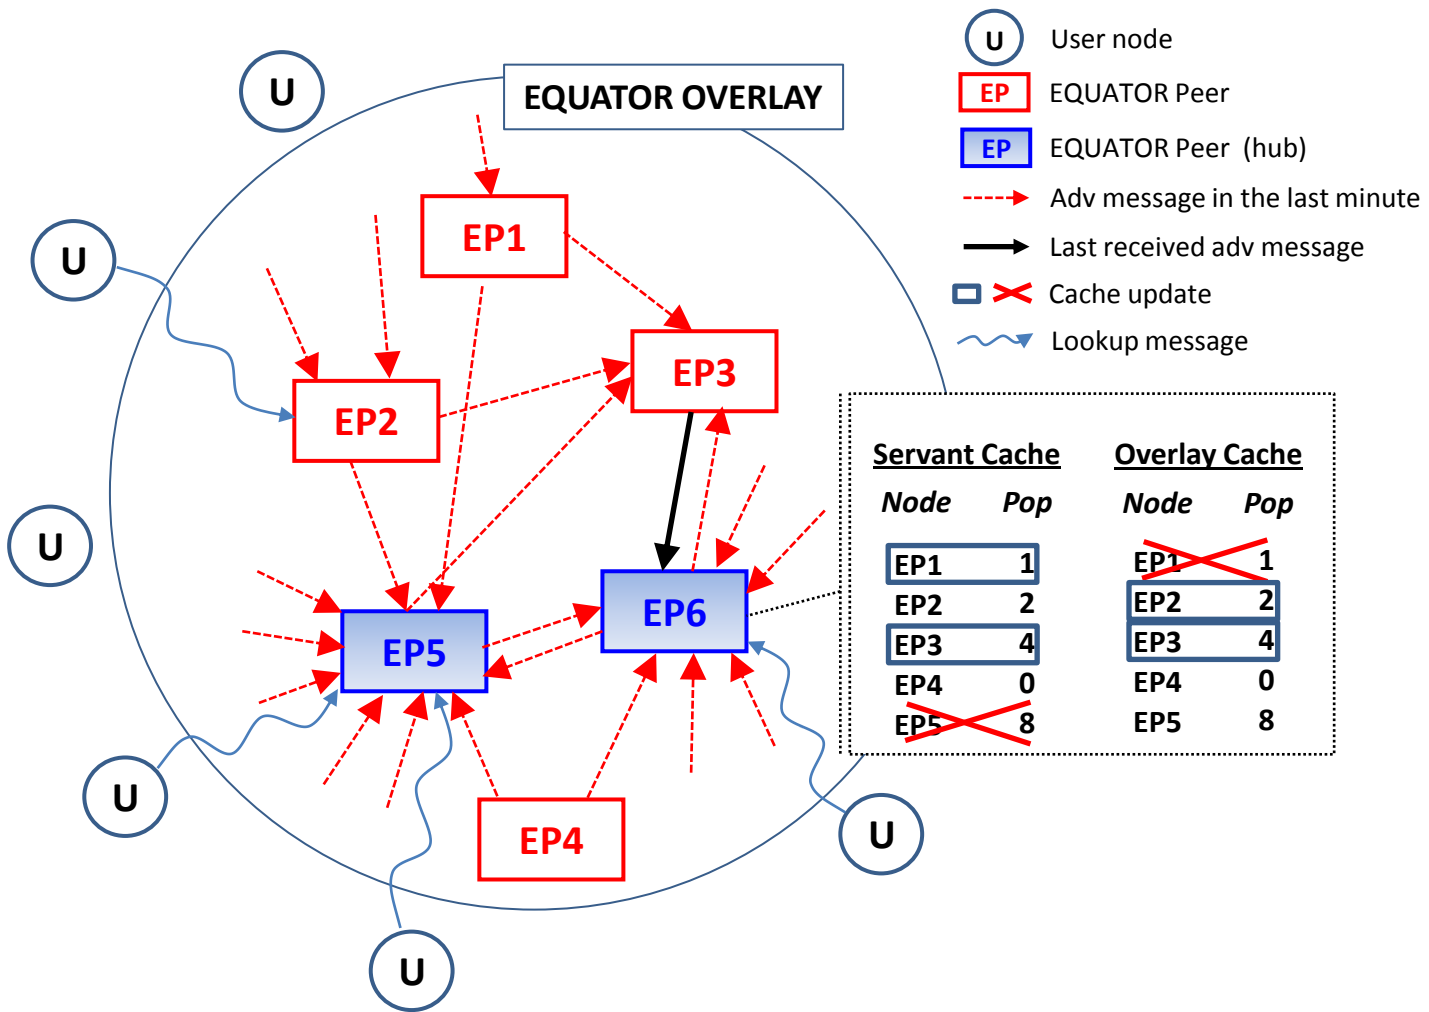 U
User node
EQUATOR OVERLAY
U
EP
EQUATOR Peer
EP
EQUATOR Peer (hub)
Adv message in the last minute
EP1
Last received adv message
U
Cache update
Lookup message
EP3
EP2
Servant Cache
Overlay Cache
Node Pop
Node Pop
EP1 1
EP1 1
EP2 2
EP2 2
EP3 4
EP3 4
EP4 0
EP4 0
EP5 8
EP5 8
U
EP6
EP5
U
EP4
U
U